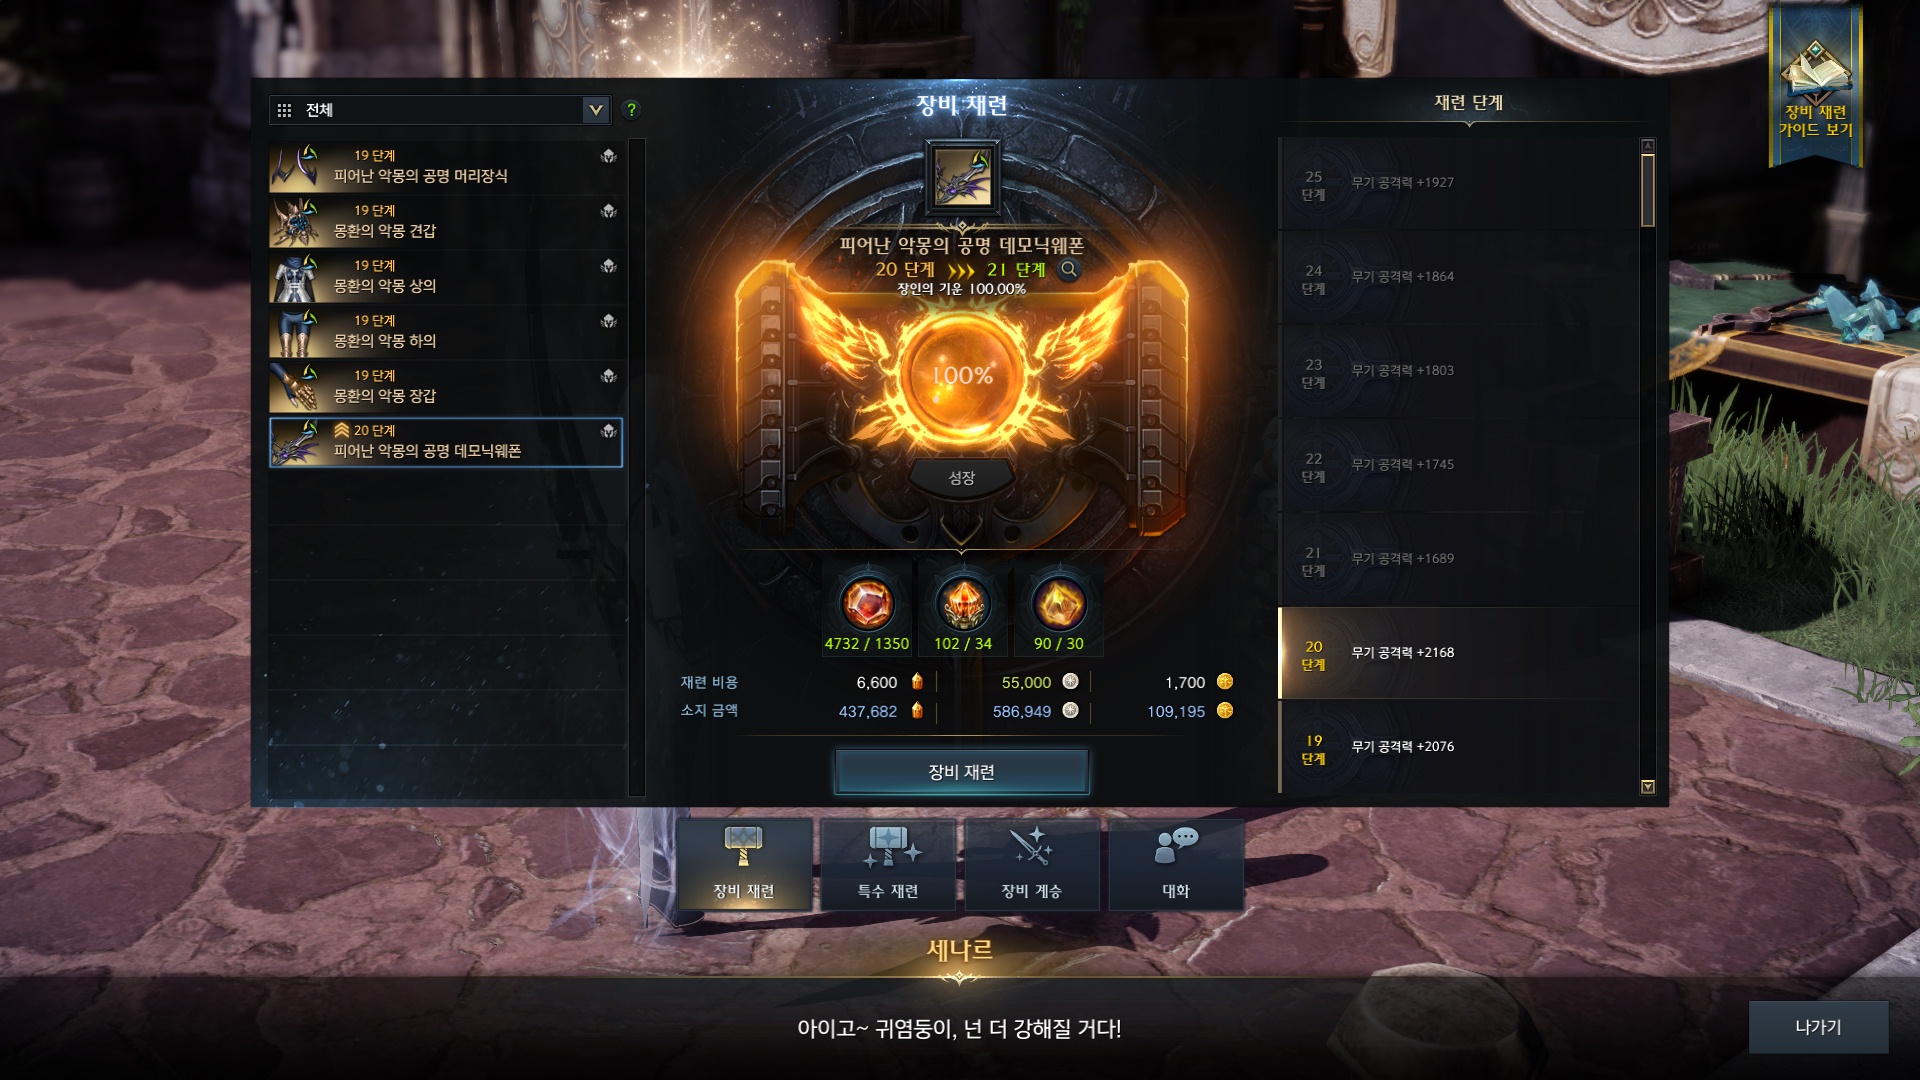 전체
?
19 단계
피어난 악몽의 공명 머리장식
19 단계
몽환의 악몽 견갑
19 단계
몽환의 악몽 상의
19 단계
몽환의 악몽 하의
19 단계
몽환의 악몽 장갑
20 단계
피어난 악몽의 공명 데모닉웨폰
장비 재련
피어난 악몽의 공명 데모닉웨폰
20 단계 21 단계
장인의 기운 100.00%
100%
성장
4732 / 1350 102 / 34 90 / 30
재련 비용 6,600 55,000 1,700
소지 금액 437,682 586,949 109,195
장비 재련
재련 단계
25 단계 무기 공격력 +1927
24 단계 무기 공격력 +1864
23 단계 무기 공격력 +1803
22 단계 무기 공격력 +1745
21 단계 무기 공격력 +1689
20 단계 무기 공격력 +2168
19 단계 무기 공격력 +2076
장비 재련
가이드 보기
장비 재련 특수 재련 장비 계승 대화
세나르
아이고~ 귀염둥이, 넌 더 강해질 거다!
나가기